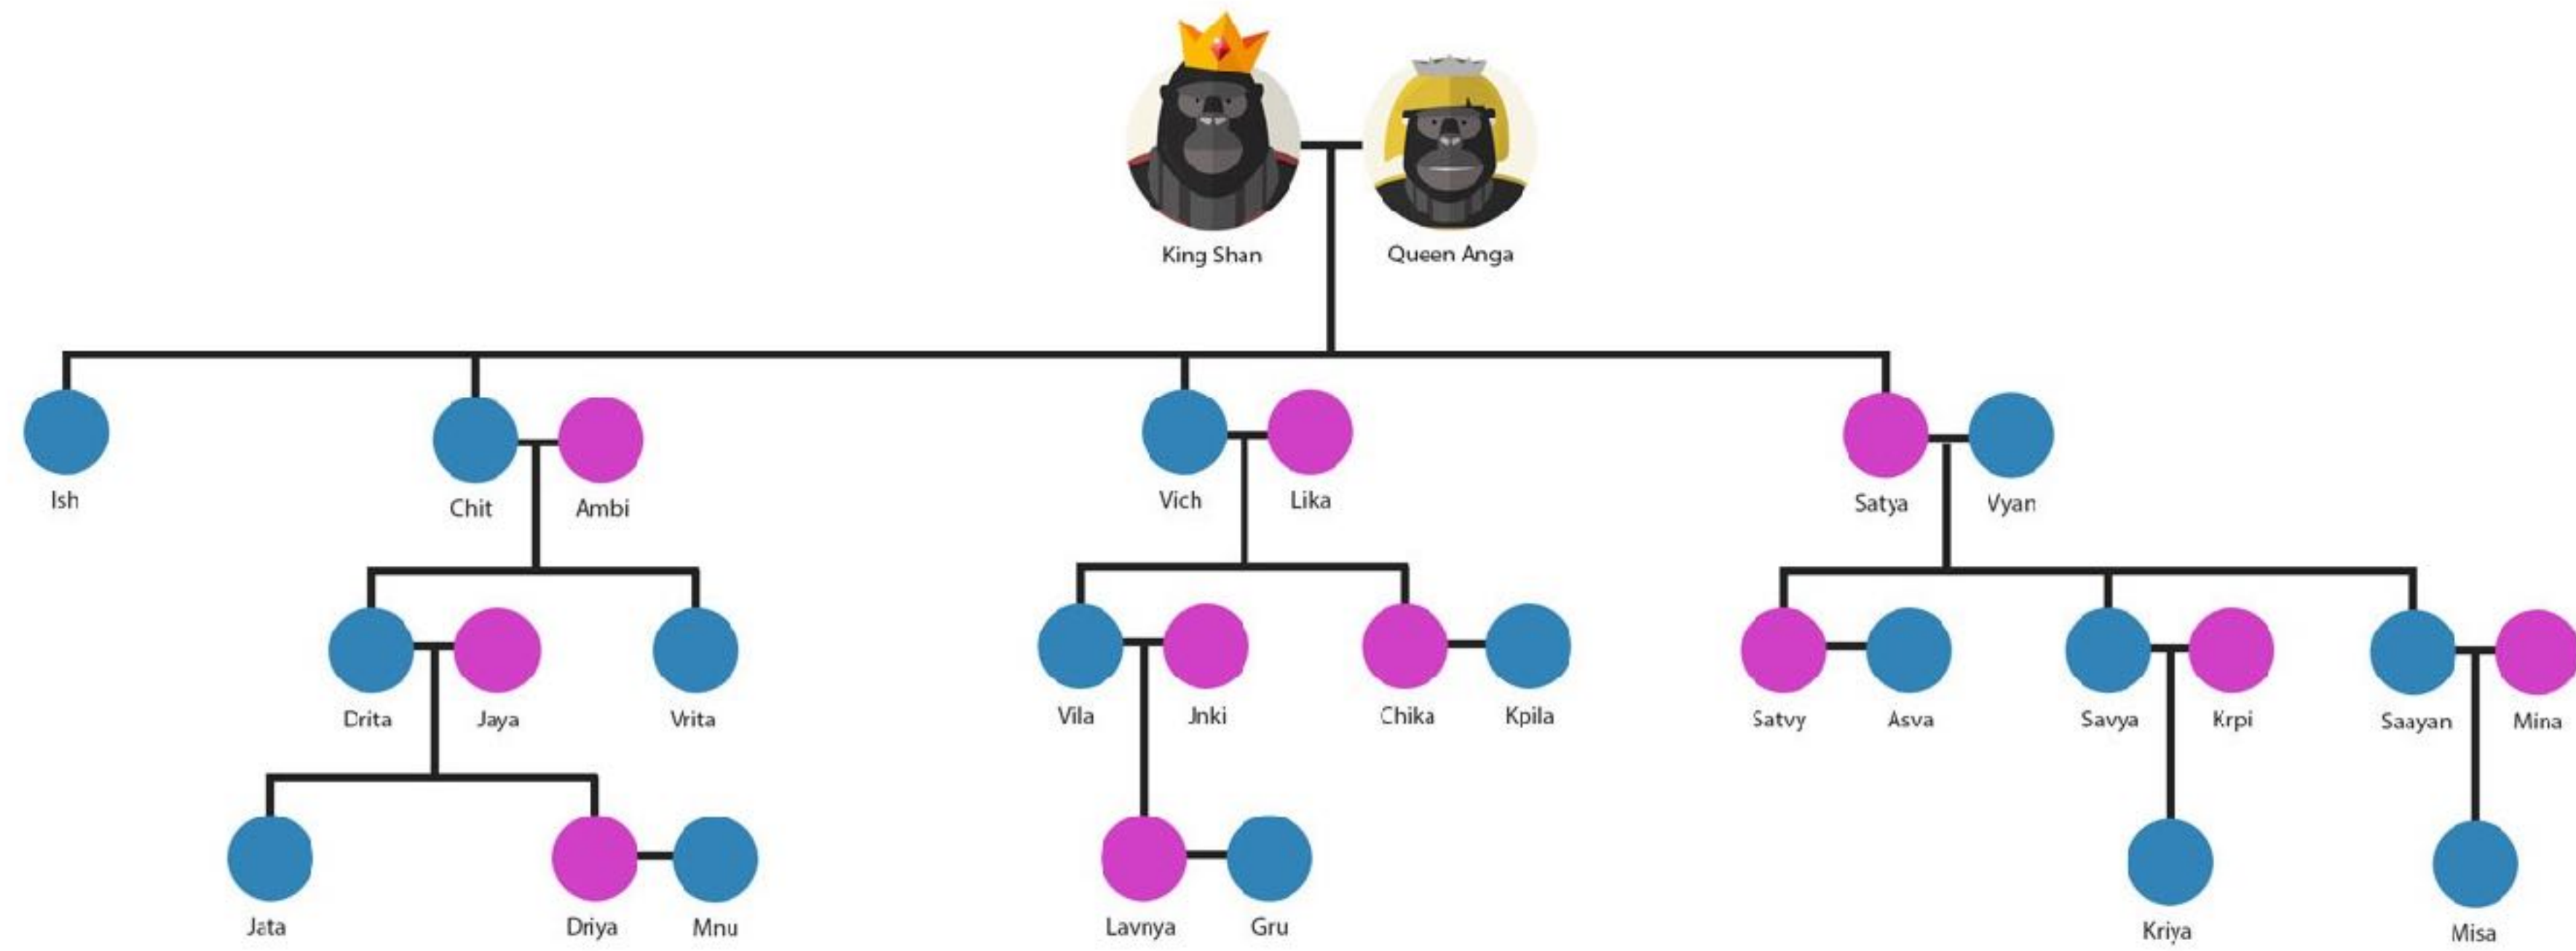 King Shan
Queen Anga
Ish
Chit
Ambi
Vich
Lika
Satya
Vyan
Drita
Jaya
Vrita
Vila
Jnki
Chika
Kpila
Satvy
Asva
Savya
Krpi
Saayan
Mina
Jata
Driya
Mnu
Lavnya
Gru
Kriya
Misa